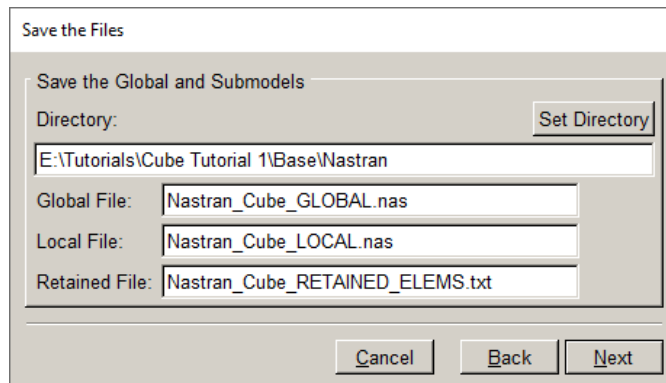 Save the Files
Save the Global and Submodels
Directory: Set Directory
E:\Tutorials\Cube Tutorial 1\Base\Nastran
Global File: Nastran_Cube_GLOBAL.nas
Local File: Nastran_Cube_LOCAL.nas
Retained File: Nastran_Cube_RETAINED_ELEMS.txt
Cancel Back Next